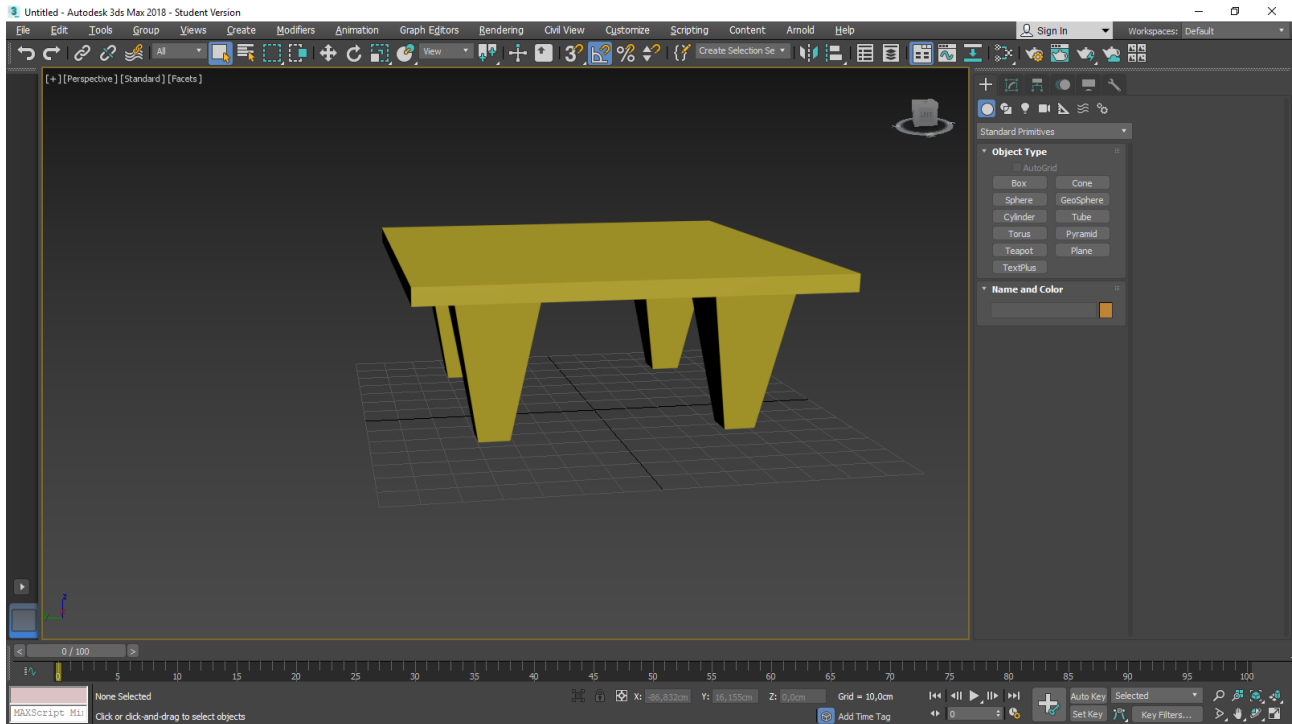 3 Untitled - Autodesk 3ds Max 2018 - Student Version
File Edit Tools Group Views Create Modifiers Animation Graph Editors Rendering Civil View Customize Scripting Content Arnold Help Sign In Workspaces: Default
All View Create Selection Se
[+] [Perspective] [Standard] [Facets]
Standard Primitives
Object Type
AutoGrid
Box Cone
Sphere GeoSphere
Cylinder Tube
Torus Pyramid
Teapot Plane
TextPlus
Name and Color
z
0 / 100
0 5 10 15 20 25 30 35 40 45 50 55 60 65 70 75 80 85 90 95 100
None Selected X: -86,832cm Y: 16,155cm Z: 0,0cm Grid = 10,0cm Auto Key Selected
MAXScript Mi Click or click-and-drag to select objects Add Time Tag 0 Set Key Key Filters...